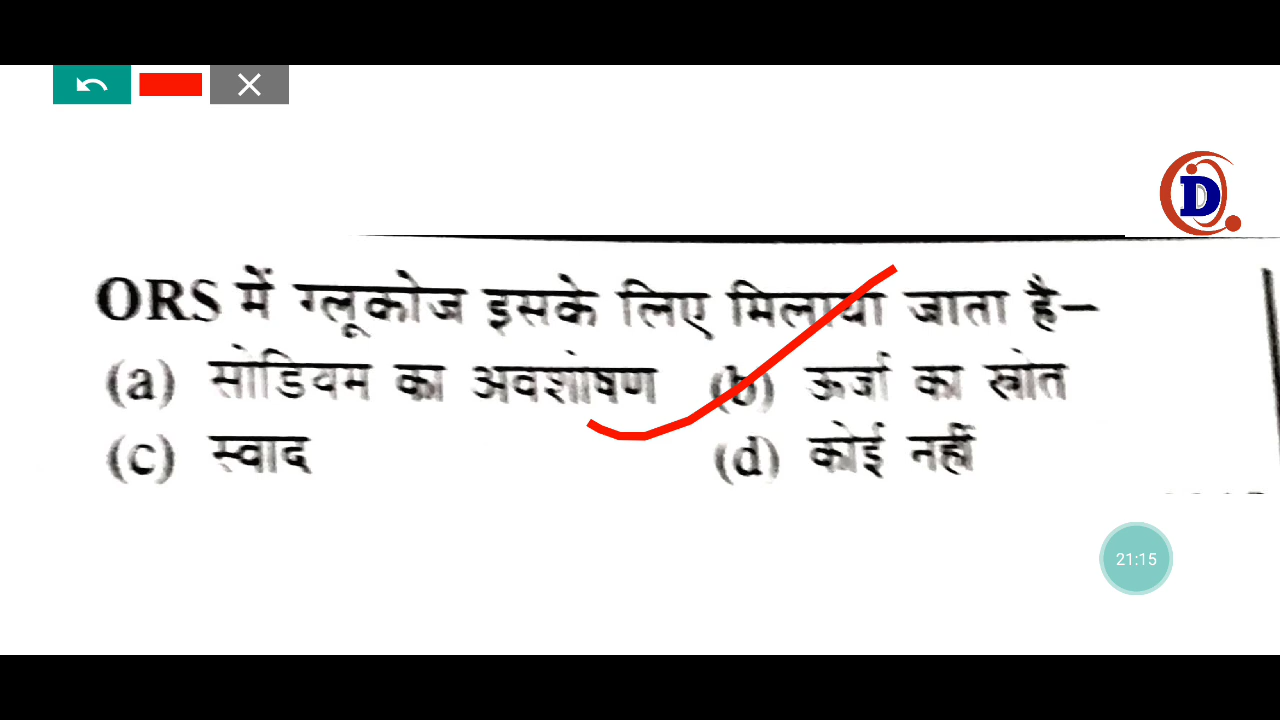 D
ORS में ग्लूकोज इसके लिए मिलाया जाता है–
(a) सोडियम का अवशोषण (b) ऊर्जा का स्रोत
(c) स्वाद (d) कोई नहीं
21:15